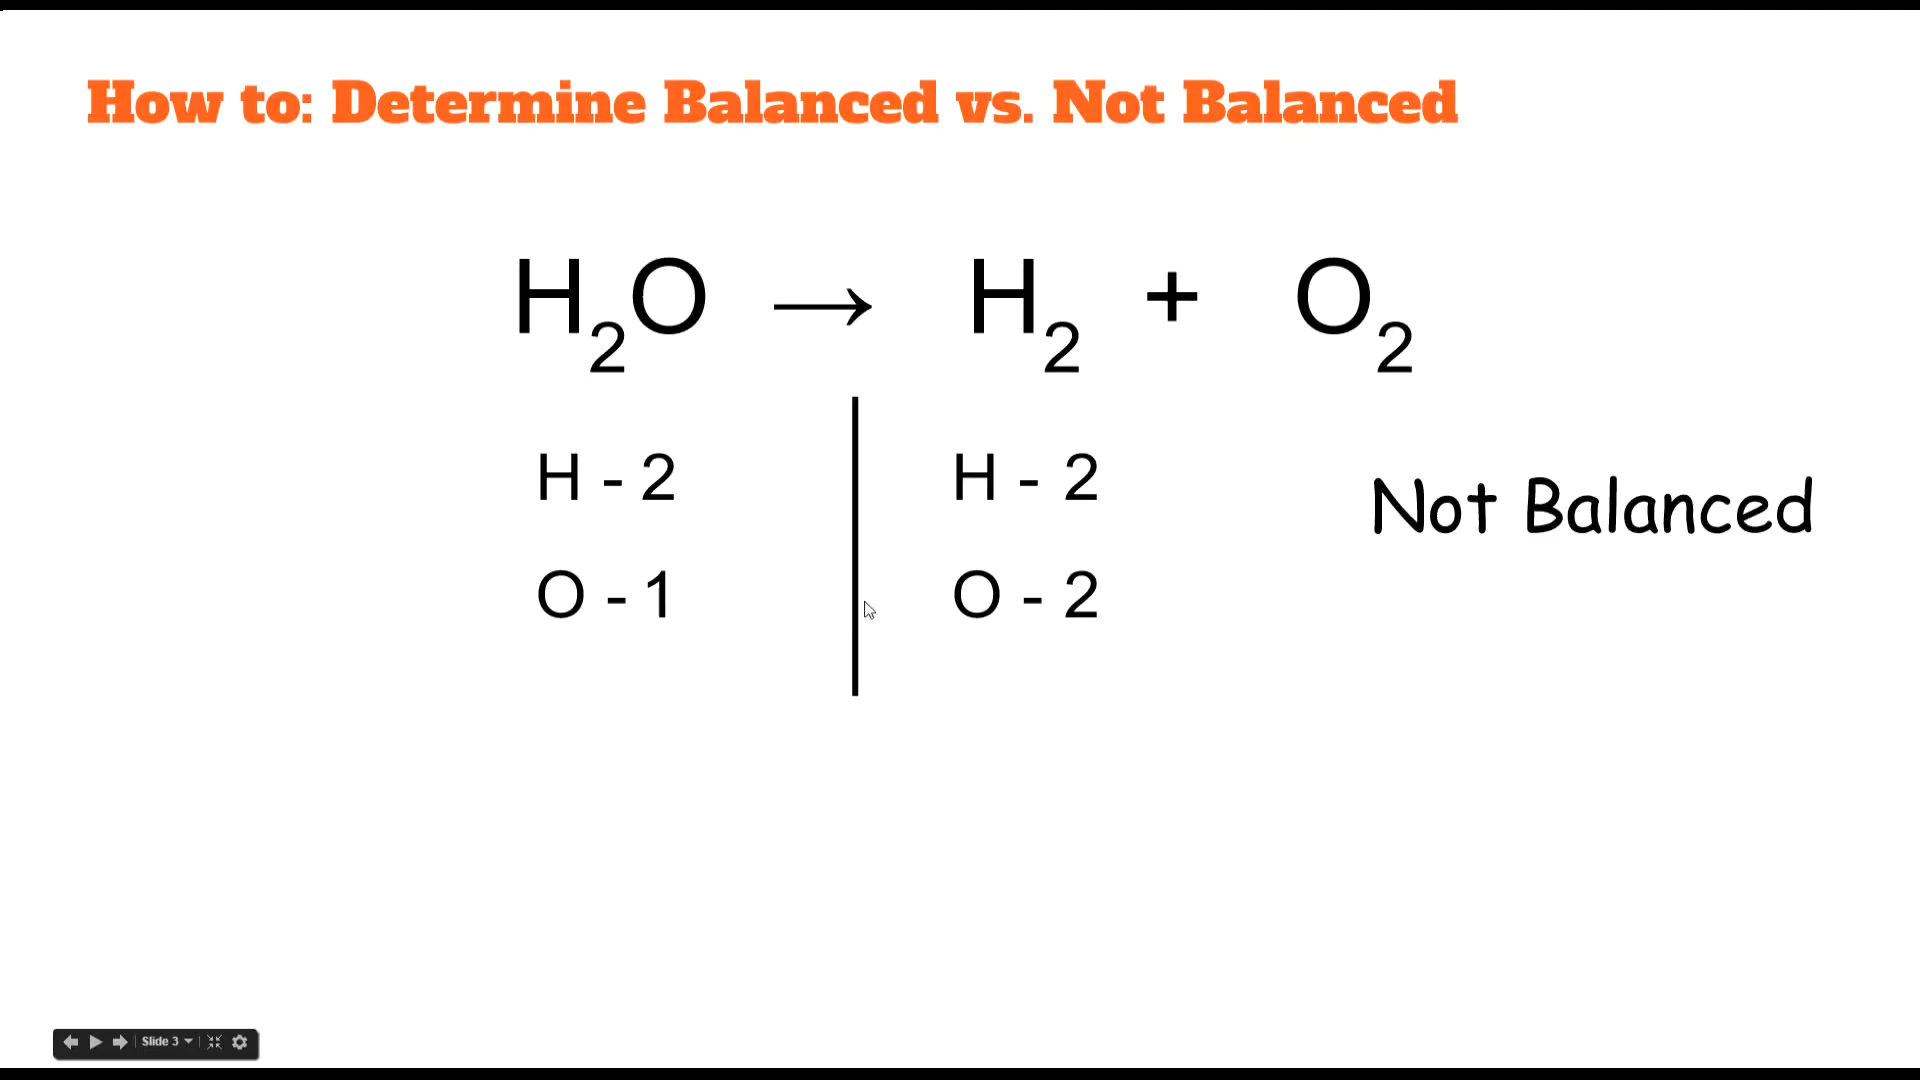 How to: Determine Balanced vs. Not Balanced
H₂O → H₂ + O₂
H - 2 H - 2
Not Balanced
O - 1 O - 2
Slide 3